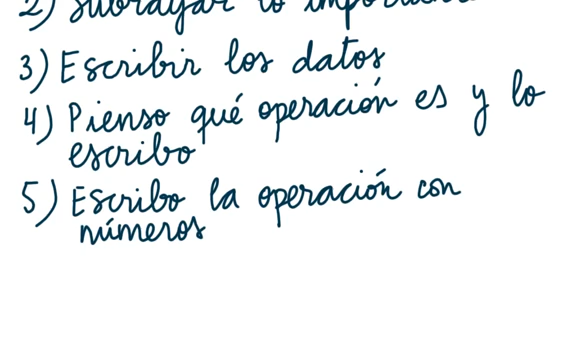 2) Subrayar lo
3) Escribir los datos
4) Pienso qué operación es y lo
escribo
5) Escribo la operación con
números